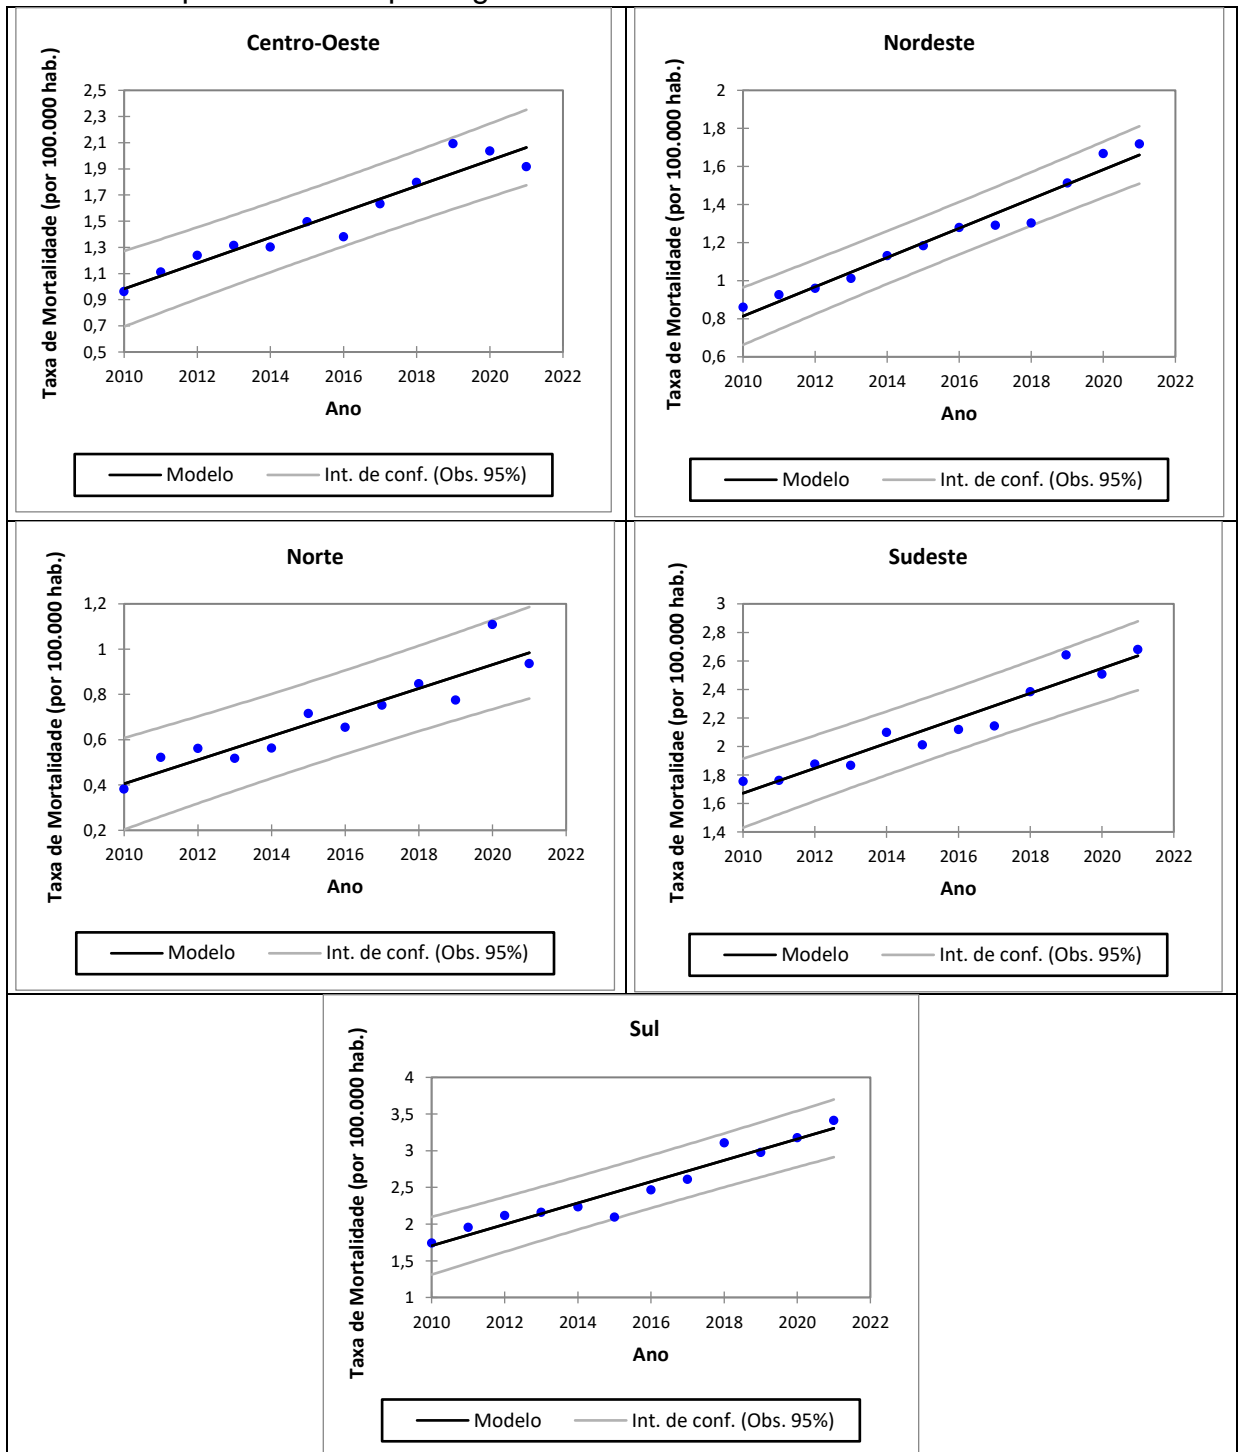 Centro-Oeste
Taxa de Mortalidade (por 100.000 hab.)
2,5
2,3
2,1
1,9
1,7
1,5
1,3
1,1
0,9
0,7
0,5
2010 2012 2014 2016 2018 2020 2022
Ano
Modelo Int. de conf. (Obs. 95%)
Nordeste
Taxa de Mortalidade (por 100.000 hab.)
2
1,8
1,6
1,4
1,2
1
0,8
0,6
2010 2012 2014 2016 2018 2020 2022
Ano
Modelo Int. de conf. (Obs. 95%)
Norte
Taxa de Mortalidade (por 100.000 hab.)
1,2
1
0,8
0,6
0,4
0,2
2010 2012 2014 2016 2018 2020 2022
Ano
Modelo Int. de conf. (Obs. 95%)
Sudeste
Taxa de Mortalidae (por 100.000 hab.)
3
2,8
2,6
2,4
2,2
2
1,8
1,6
1,4
2010 2012 2014 2016 2018 2020 2022
Ano
Modelo Int. de conf. (Obs. 95%)
Sul
Taxa de Mortalidade (por 100.000 hab.)
4
3,5
3
2,5
2
1,5
1
2010 2012 2014 2016 2018 2020 2022
Ano
Modelo Int. de conf. (Obs. 95%)